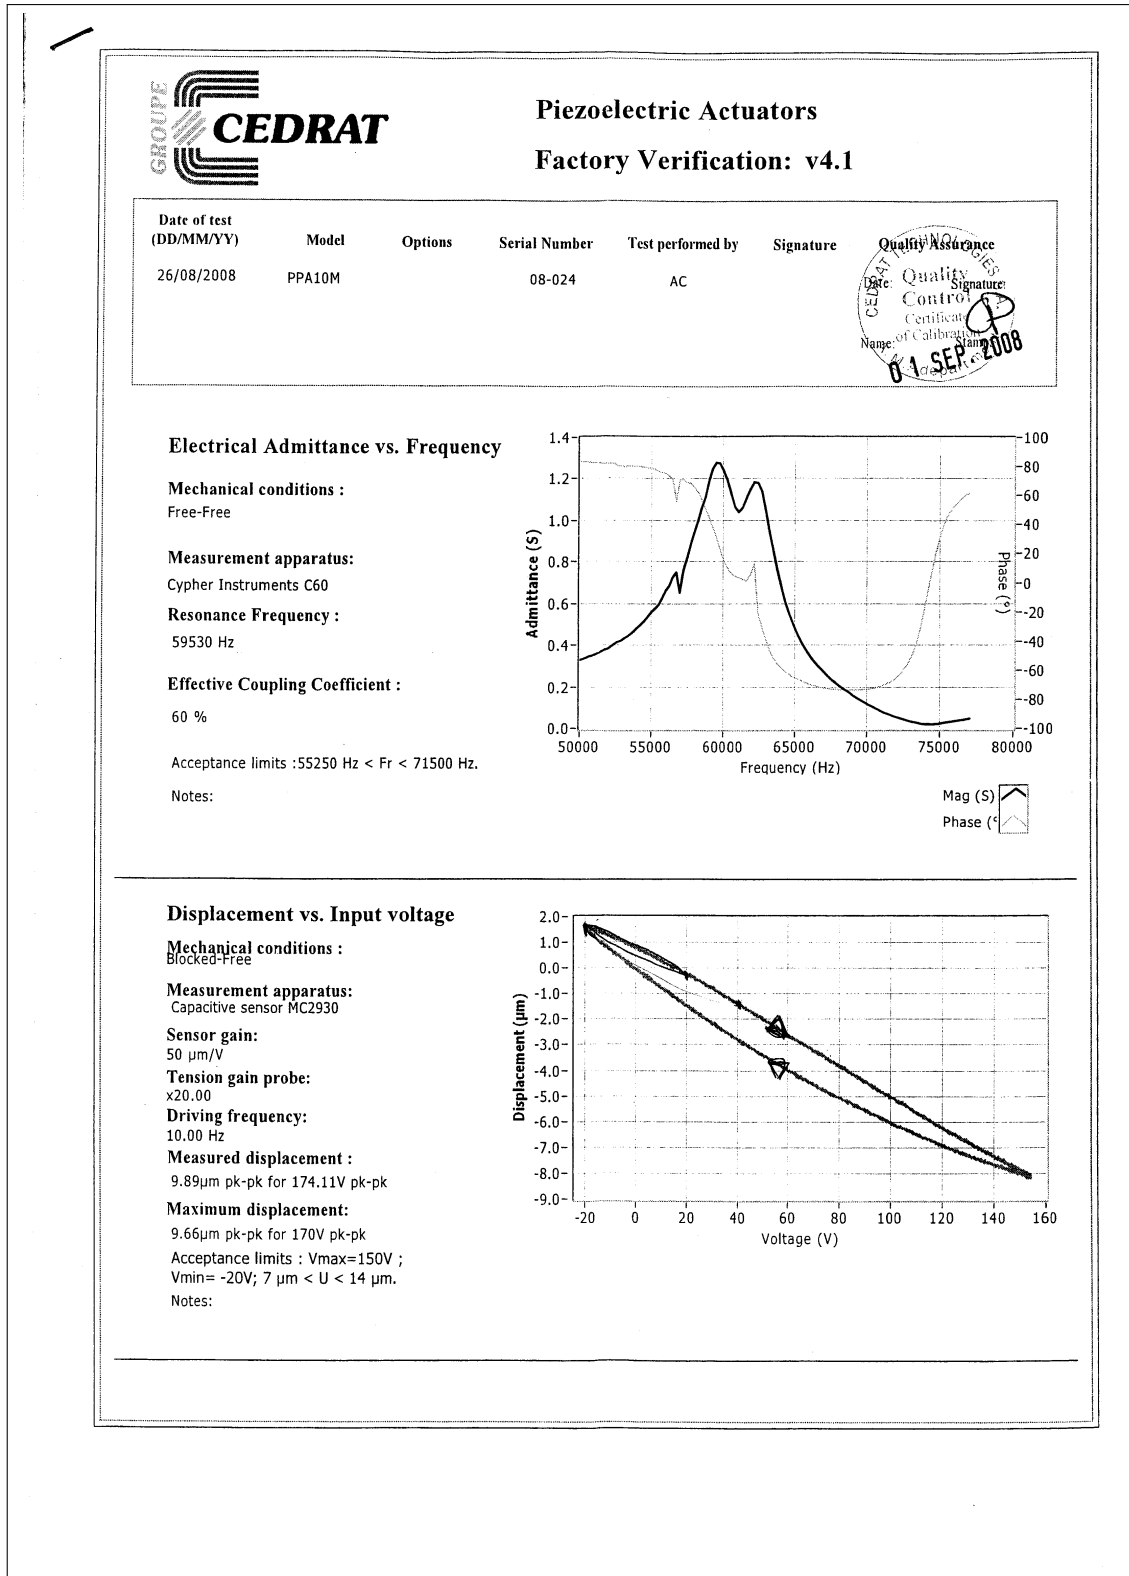 GROUPE
CEDRAT
Piezoelectric Actuators
Factory Verification: v4.1
Date of test
(DD/MM/YY) Model Options Serial Number Test performed by Signature Quality Assurance
26/08/2008 PPA10M 08-024 AC
Date: Signature:
Name: Stamp:
CEDRAT TECHNOLOGIES S.A.
Quality
Control
Certificate
of Calibration
01 SEP. 2008
Electrical Admittance vs. Frequency
Mechanical conditions :
Free-Free
Measurement apparatus:
Cypher Instruments C60
Resonance Frequency :
59530 Hz
Effective Coupling Coefficient :
60 %
Acceptance limits :55250 Hz < Fr < 71500 Hz.
Notes:
Admittance (S)
1.4
1.2
1.0
0.8
0.6
0.4
0.2
0.0
50000 55000 60000 65000 70000 75000 80000
Frequency (Hz)
100
80
60
40
20
0
-20
-40
-60
-80
-100
Phase (°)
Mag (S)
Phase (°
Displacement vs. Input voltage
Mechanical conditions :
Blocked-Free
Measurement apparatus:
Capacitive sensor MC2930
Sensor gain:
50 µm/V
Tension gain probe:
x20.00
Driving frequency:
10.00 Hz
Measured displacement :
9.89µm pk-pk for 174.11V pk-pk
Maximum displacement:
9.66µm pk-pk for 170V pk-pk
Acceptance limits : Vmax=150V ;
Vmin= -20V; 7 µm < U < 14 µm.
Notes:
Displacement (µm)
2.0
1.0
0.0
-1.0
-2.0
-3.0
-4.0
-5.0
-6.0
-7.0
-8.0
-9.0
-20 0 20 40 60 80 100 120 140 160
Voltage (V)